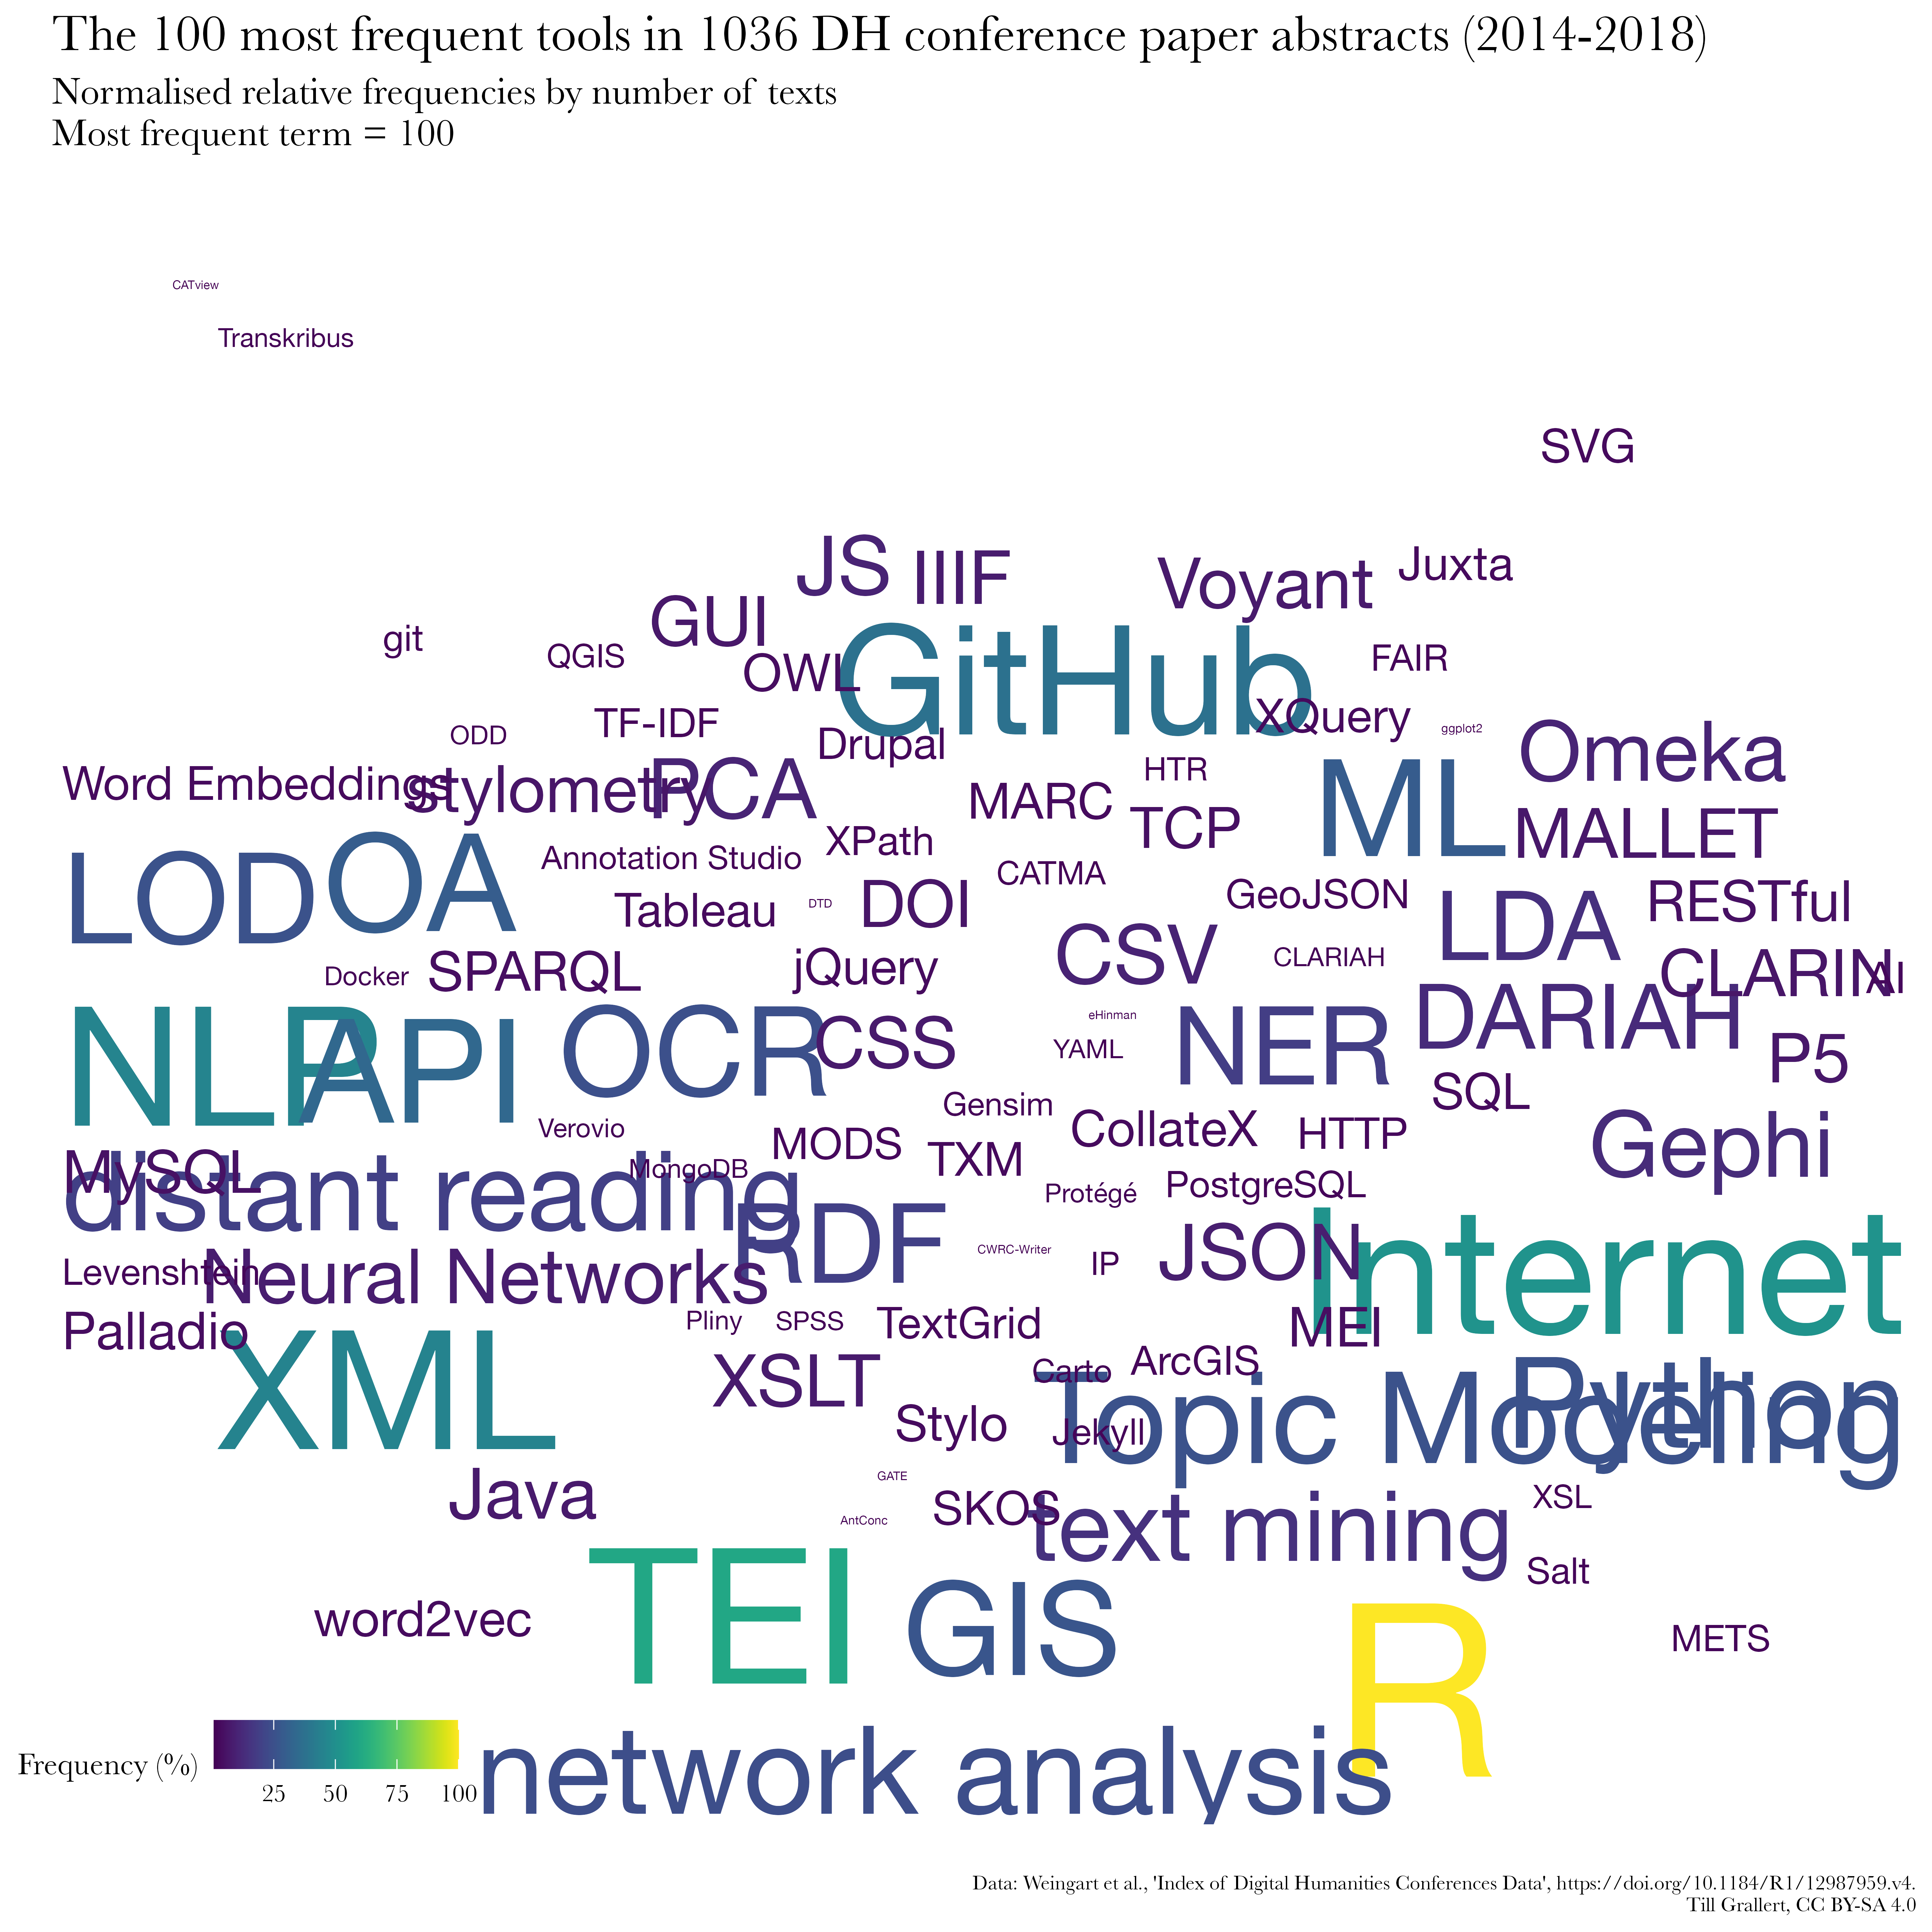 The 100 most frequent tools in 1036 DH conference paper abstracts (2014-2018)
Normalised relative frequencies by number of texts
Most frequent term = 100
CATview
Transkribus
SVG
JS
IIIF
Voyant
Juxta
GUI
git
QGIS
OWL
GitHub
FAIR
TF-IDF
XQuery
ggplot2
ODD
Drupal
Omeka
Word Embeddings
stylometry
PCA
HTR
MARC
TCP
ML
MALLET
XPath
LOD
OA
Annotation Studio
CATMA
GeoJSON
Tableau
DTD
DOI
LDA
RESTful
CSV
CLARIAH
Docker
SPARQL
jQuery
CLARIN
AI
eHinman
DARIAH
NLP
API
OCR
CSS
YAML
NER
P5
SQL
Gensim
Verovio
CollateX
HTTP
MODS
Gephi
TXM
MySQL
MongoDB
distant reading
Protégé
PostgreSQL
RDF
CWRC-Writer
IP
JSON
Internet
Levenshtein
Neural Networks
Pliny
SPSS
TextGrid
MEI
Palladio
XML
XSLT
Carto
ArcGIS
Python
Stylo
Jekyll
Topic Modeling
GATE
Java
SKOS
XSL
AntConc
text mining
Salt
TEI
GIS
word2vec
METS
R
network analysis
Frequency (%)
25 50 75 100
Data: Weingart et al., 'Index of Digital Humanities Conferences Data', https://doi.org/10.1184/R1/12987959.v4.
Till Grallert, CC BY-SA 4.0